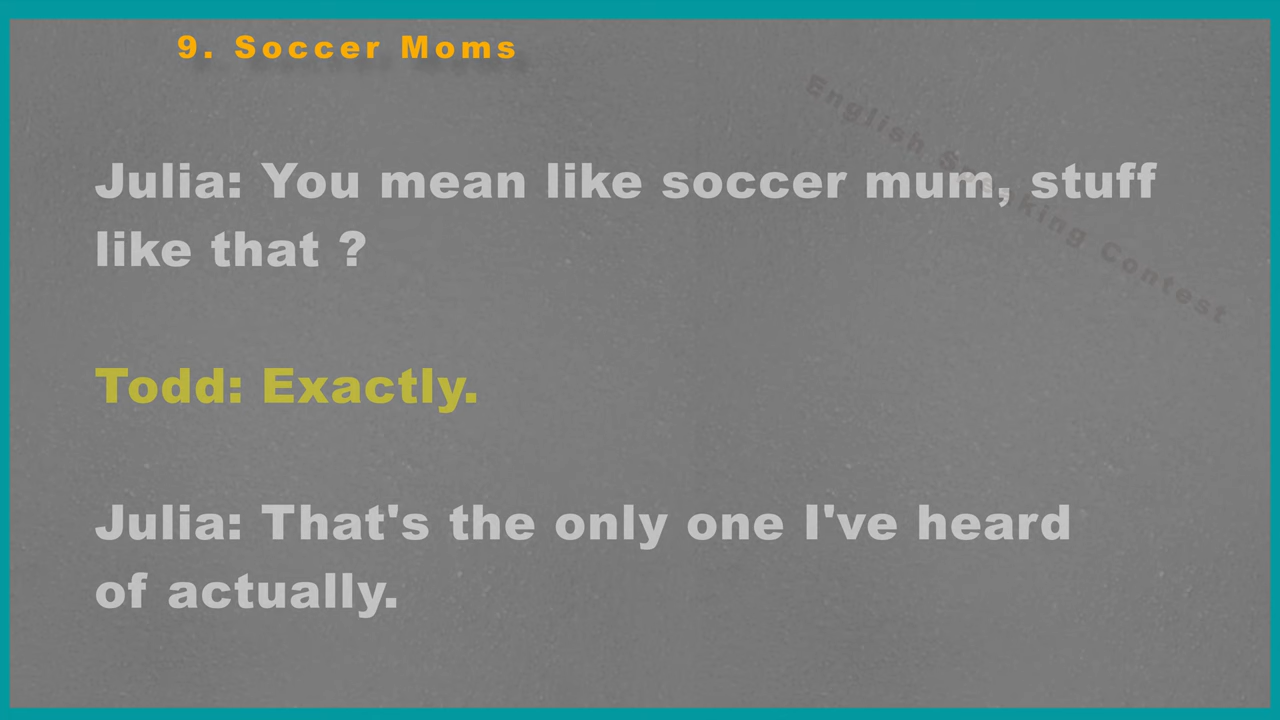 9. Soccer Moms
English Speaking Contest
Julia: You mean like soccer mum, stuff
like that ?
Todd: Exactly.
Julia: That's the only one I've heard
of actually.